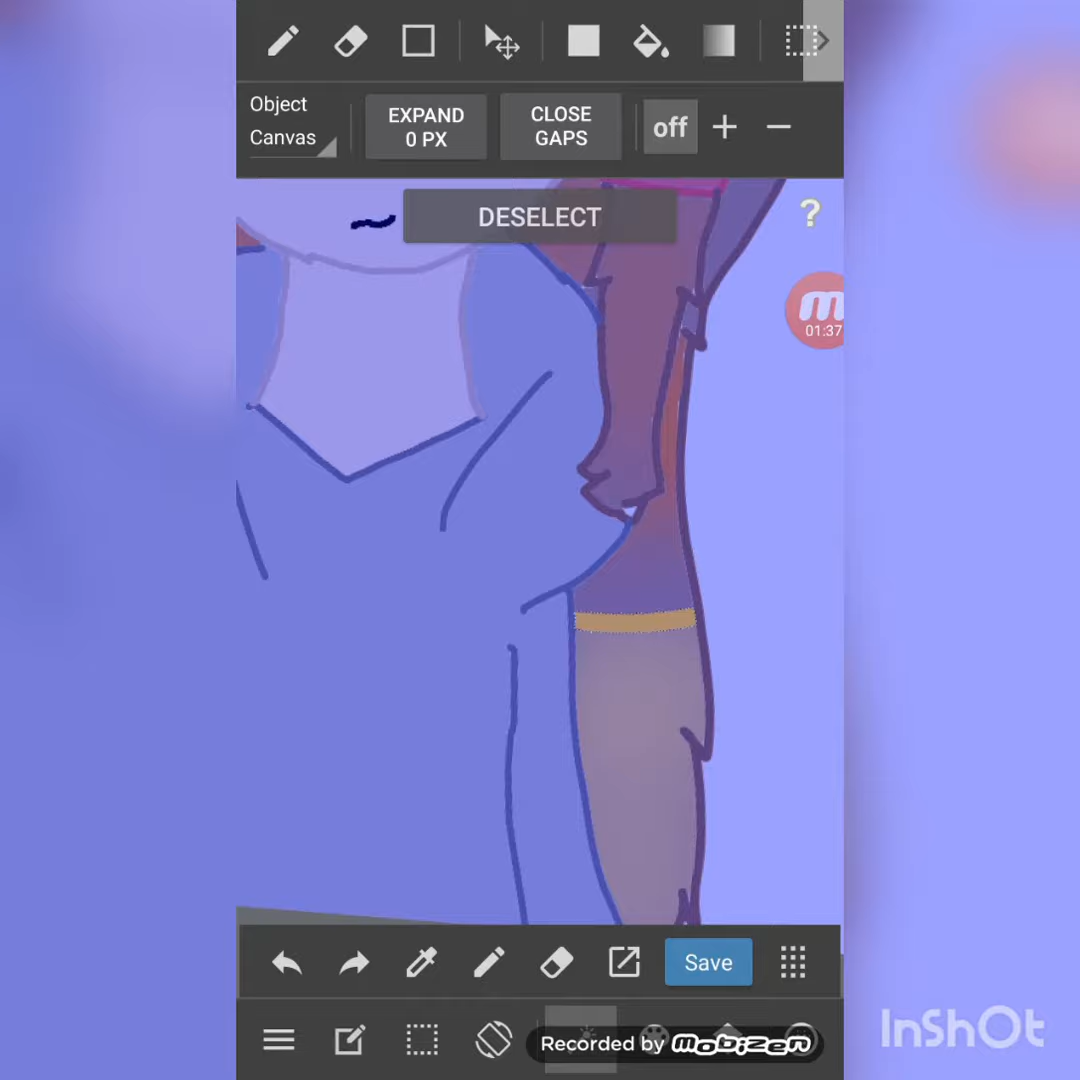 Object
Canvas
EXPAND
0 PX
CLOSE
GAPS
off
DESELECT
?
01:37
Save
Recorded by mobizen
InShOt